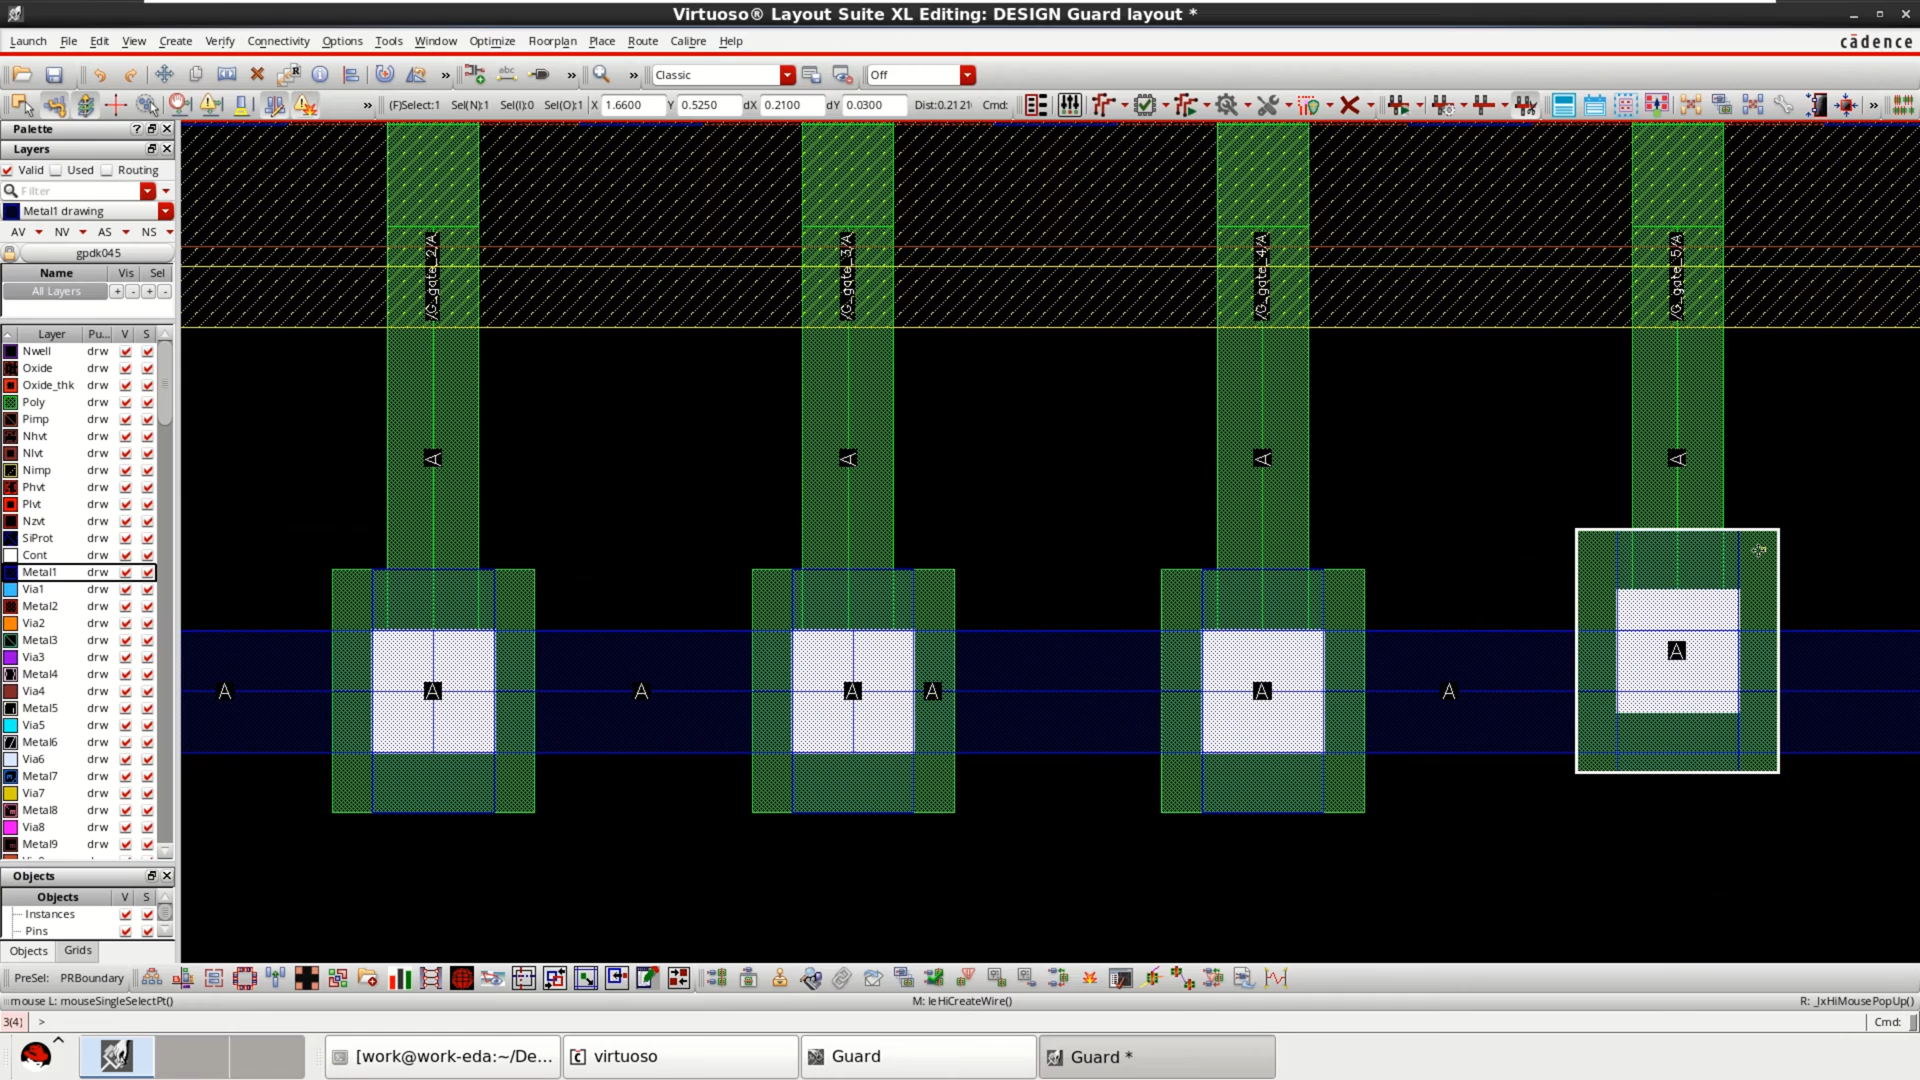 Virtuoso® Layout Suite XL Editing: DESIGN Guard layout *
Launch File Edit View Create Verify Connectivity Options Tools Window Optimize Floorplan Place Route Calibre Help
cādence
» » » Classic Off
» (F)Select:1 Sel(N):1 Sel(I):0 Sel(O):1 X 1.6600 Y 0.5250 dX 0.2100 dY 0.0300 Dist:0.2121 Cmd: »
Palette ?
Layers
Valid Used Routing
Filter
Metal1 drawing
AV NV AS NS
gpdk045
Name Vis Sel
All Layers + - + -
Layer Pu... V S
Nwell drw
Oxide drw
Oxide_thk drw
Poly drw
Pimp drw
Nhvt drw
Nlvt drw
Nimp drw
Phvt drw
Plvt drw
Nzvt drw
SiProt drw
Cont drw
Metal1 drw
Via1 drw
Metal2 drw
Via2 drw
Metal3 drw
Via3 drw
Metal4 drw
Via4 drw
Metal5 drw
Via5 drw
Metal6 drw
Via6 drw
Metal7 drw
Via7 drw
Metal8 drw
Via8 drw
Metal9 drw
Objects
Objects V S
Instances
Pins
Objects Grids
/G_gate_2/A /G_gate_3/A /G_gate_4/A /G_gate_5/A
A A A A
A
A A A A A A A
PreSel: PRBoundary
mouse L: mouseSingleSelectPt() M: leHiCreateWire() R: _lxHiMousePopUp()
3(4) > Cmd:
[work@work-eda:~/De... virtuoso Guard Guard *